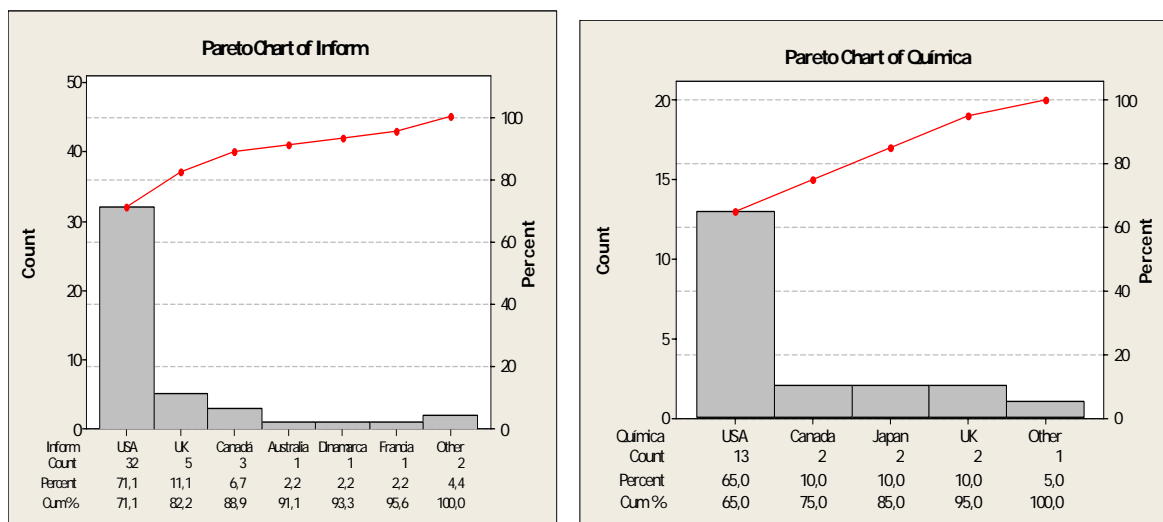 Pareto Chart of Inform
50
40
30
20
10
0
Count
100
80
60
40
20
0
Percent
Inform USA UK Canadá Australia DInamarca Francia Other
Count 32 5 3 1 1 1 2
Percent 71,1 11,1 6,7 2,2 2,2 2,2 4,4
Cum % 71,1 82,2 88,9 91,1 93,3 95,6 100,0
Pareto Chart of Química
20
15
10
5
0
Count
100
80
60
40
20
0
Percent
Química USA Canada Japan UK Other
Count 13 2 2 2 1
Percent 65,0 10,0 10,0 10,0 5,0
Cum % 65,0 75,0 85,0 95,0 100,0